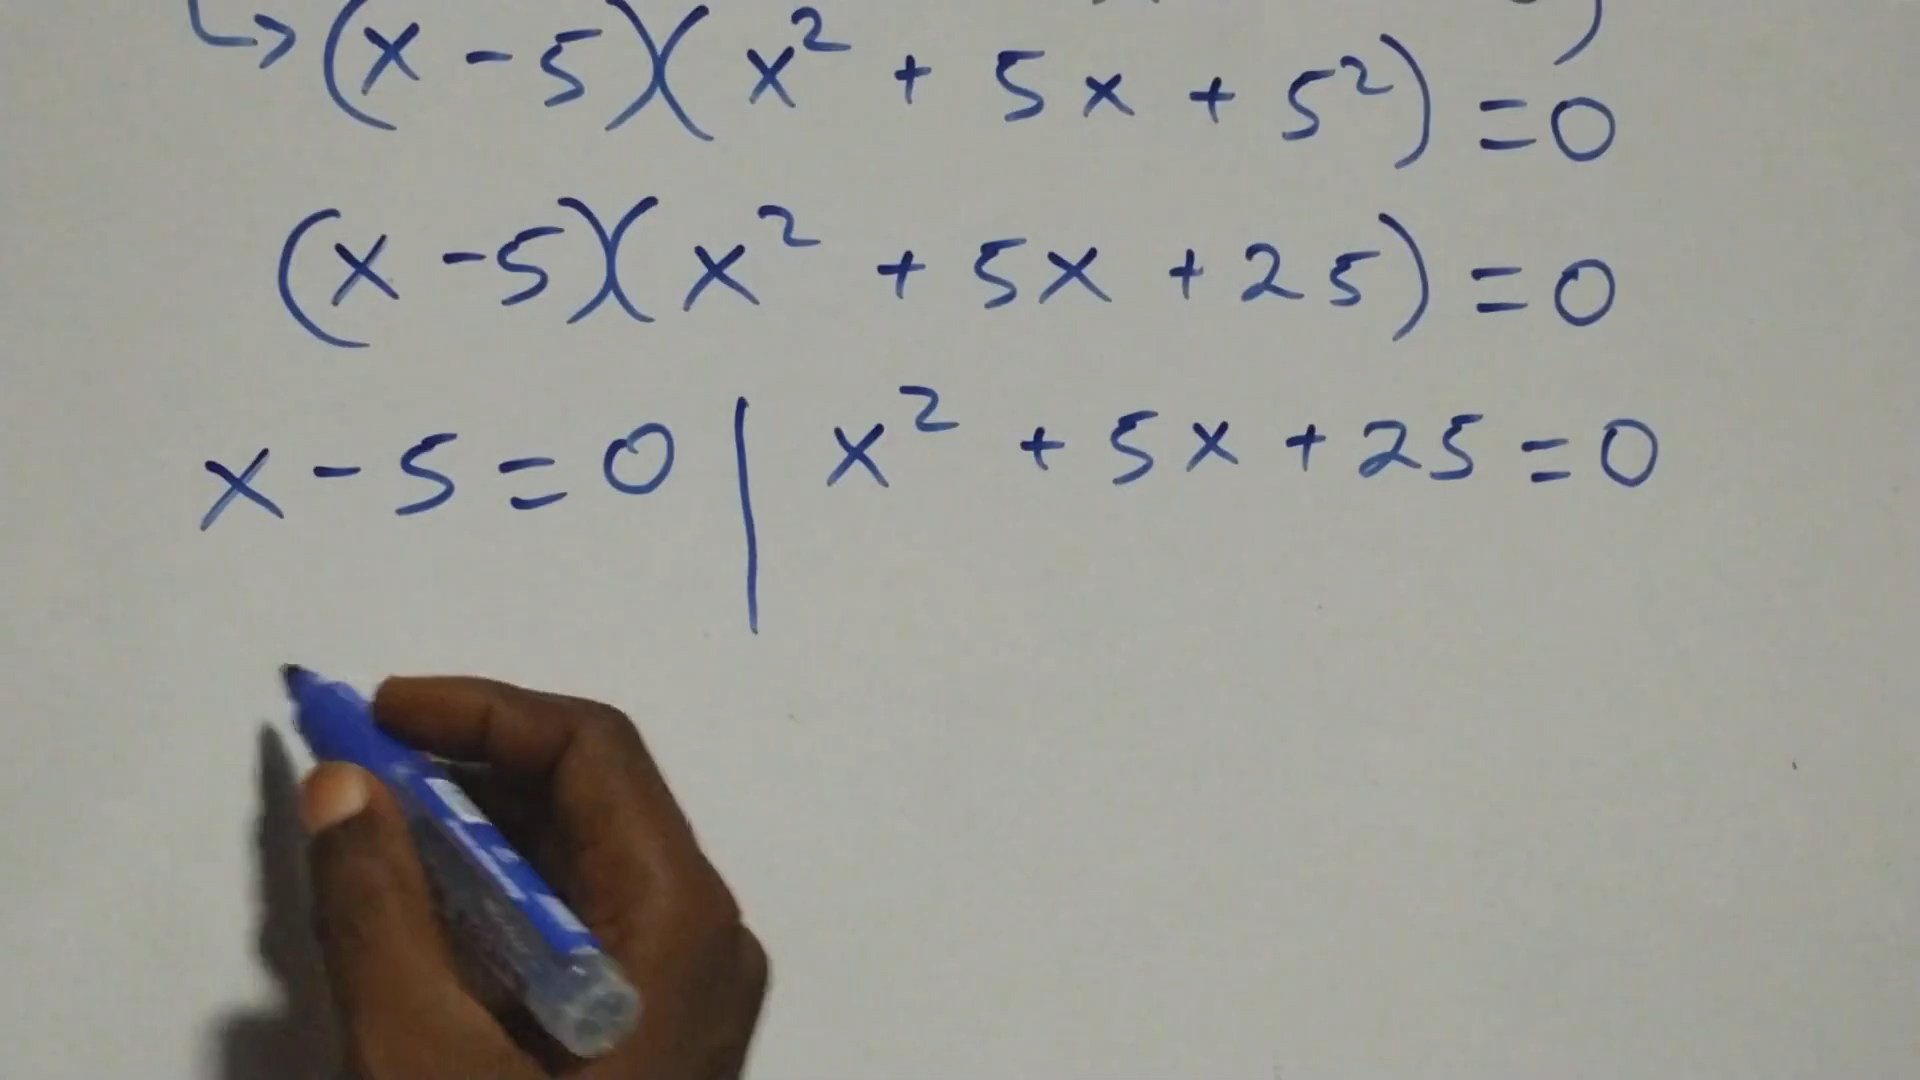 ↳ (x - 5)(x² + 5x + 5²) = 0
(x - 5)(x² + 5x + 25) = 0
x - 5 = 0 | x² + 5x + 25 = 0